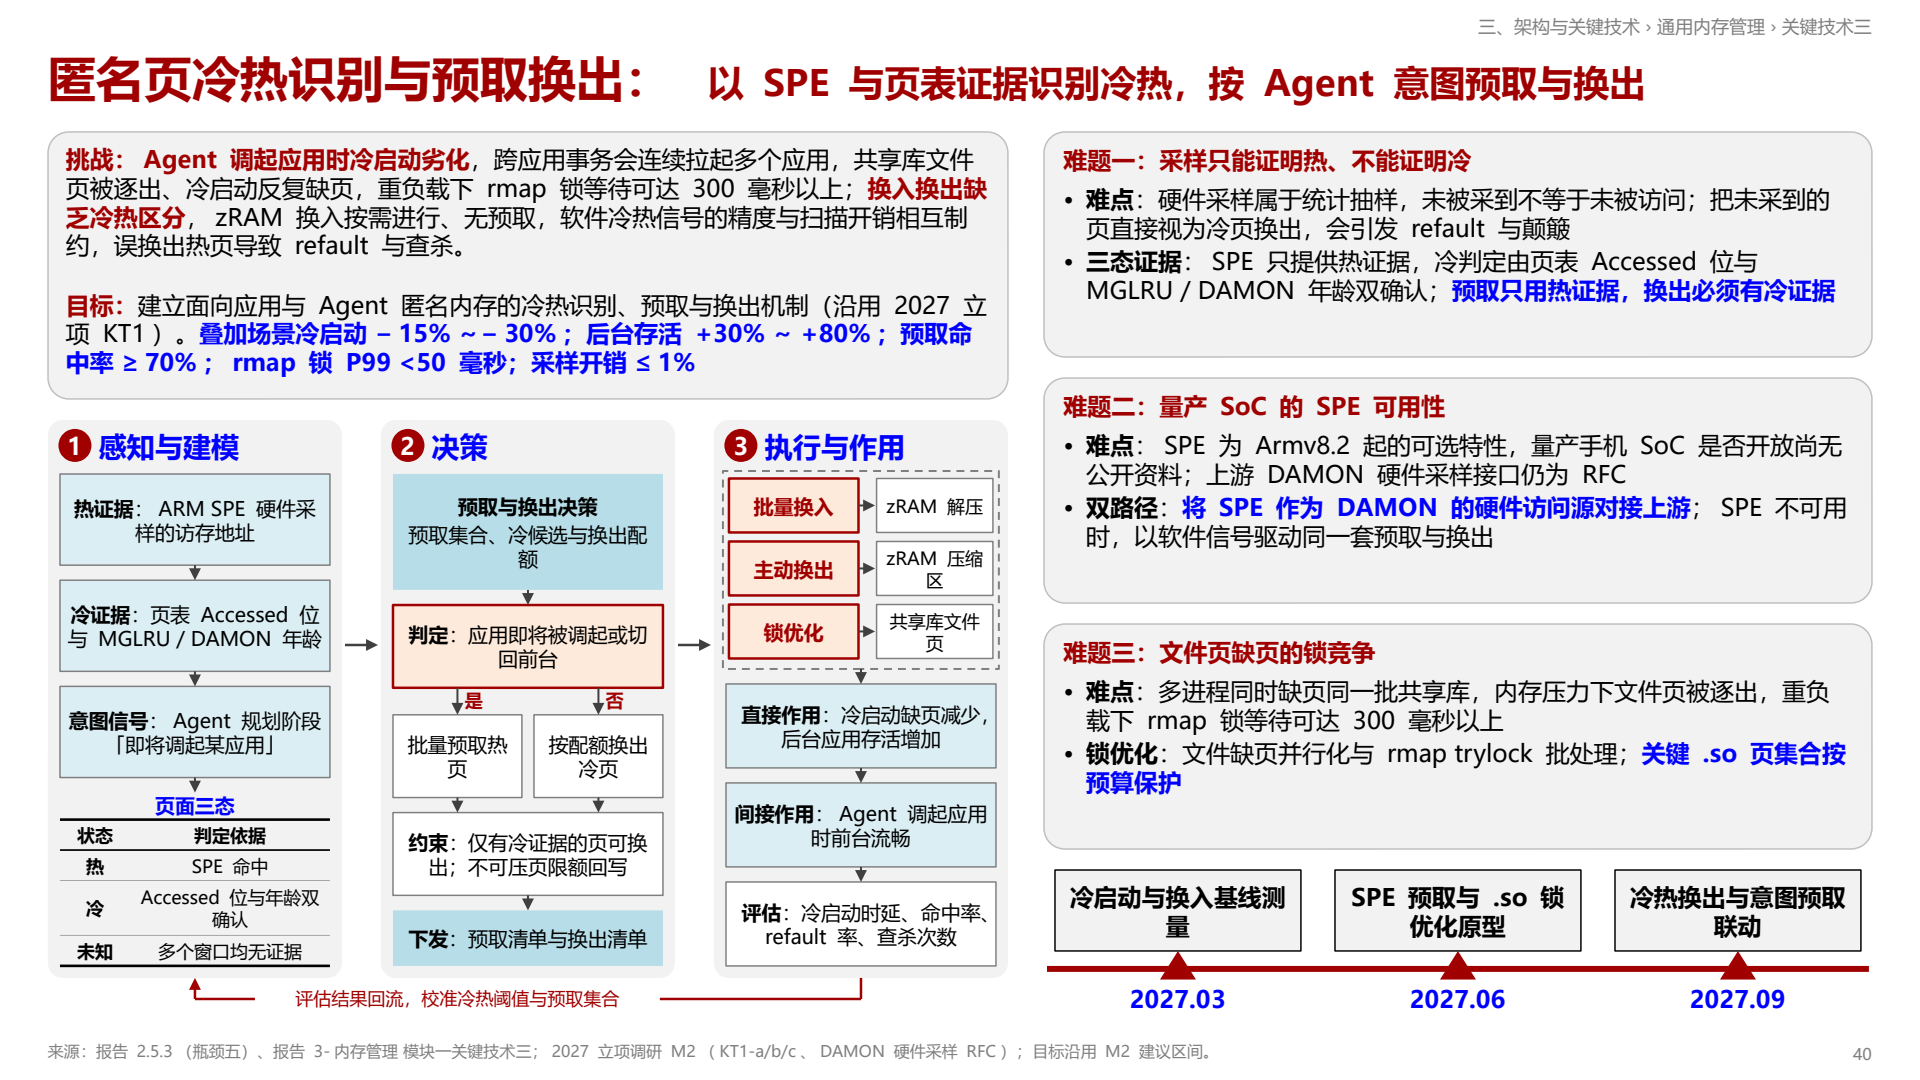 三、架构与关键技术 › 通用内存管理 › 关键技术三
匿名页冷热识别与预取换出： 以 SPE 与页表证据识别冷热，按 Agent 意图预取与换出
挑战： Agent 调起应用时冷启动劣化，跨应用事务会连续拉起多个应用，共享库文件
页被逐出、冷启动反复缺页，重负载下 rmap 锁等待可达 300 毫秒以上；换入换出缺
乏冷热区分， zRAM 换入按需进行、无预取，软件冷热信号的精度与扫描开销相互制
约，误换出热页导致 refault 与查杀。
目标：建立面向应用与 Agent 匿名内存的冷热识别、预取与换出机制（沿用 2027 立
项 KT1 ）。叠加场景冷启动 − 15% ~ − 30% ；后台存活 +30% ~ +80% ；预取命
中率 ≥ 70% ； rmap 锁 P99 <50 毫秒；采样开销 ≤ 1%
1 感知与建模
热证据： ARM SPE 硬件采
样的访存地址
冷证据：页表 Accessed 位
与 MGLRU / DAMON 年龄
意图信号： Agent 规划阶段
「即将调起某应用」
页面三态
状态 判定依据
热 SPE 命中
冷 Accessed 位与年龄双
确认
未知 多个窗口均无证据
2 决策
预取与换出决策
预取集合、冷候选与换出配
额
判定：应用即将被调起或切
回前台
是 否
批量预取热
页
按配额换出
冷页
约束：仅有冷证据的页可换
出；不可压页限额回写
下发：预取清单与换出清单
3 执行与作用
批量换入 zRAM 解压
主动换出 zRAM 压缩
区
锁优化 共享库文件
页
直接作用：冷启动缺页减少，
后台应用存活增加
间接作用： Agent 调起应用
时前台流畅
评估：冷启动时延、命中率、
refault 率、查杀次数
评估结果回流，校准冷热阈值与预取集合
难题一：采样只能证明热、不能证明冷
• 难点：硬件采样属于统计抽样，未被采到不等于未被访问；把未采到的
页直接视为冷页换出，会引发 refault 与颠簸
• 三态证据： SPE 只提供热证据，冷判定由页表 Accessed 位与
MGLRU / DAMON 年龄双确认；预取只用热证据，换出必须有冷证据
难题二：量产 SoC 的 SPE 可用性
• 难点： SPE 为 Armv8.2 起的可选特性，量产手机 SoC 是否开放尚无
公开资料；上游 DAMON 硬件采样接口仍为 RFC
• 双路径：将 SPE 作为 DAMON 的硬件访问源对接上游； SPE 不可用
时，以软件信号驱动同一套预取与换出
难题三：文件页缺页的锁竞争
• 难点：多进程同时缺页同一批共享库，内存压力下文件页被逐出，重负
载下 rmap 锁等待可达 300 毫秒以上
• 锁优化：文件缺页并行化与 rmap trylock 批处理；关键 .so 页集合按
预算保护
冷启动与换入基线测
量
SPE 预取与 .so 锁
优化原型
冷热换出与意图预取
联动
2027.03 2027.06 2027.09
来源：报告 2.5.3 （瓶颈五）、报告 3- 内存管理 模块一关键技术三； 2027 立项调研 M2 （ KT1-a/b/c 、 DAMON 硬件采样 RFC ）；目标沿用 M2 建议区间。
40